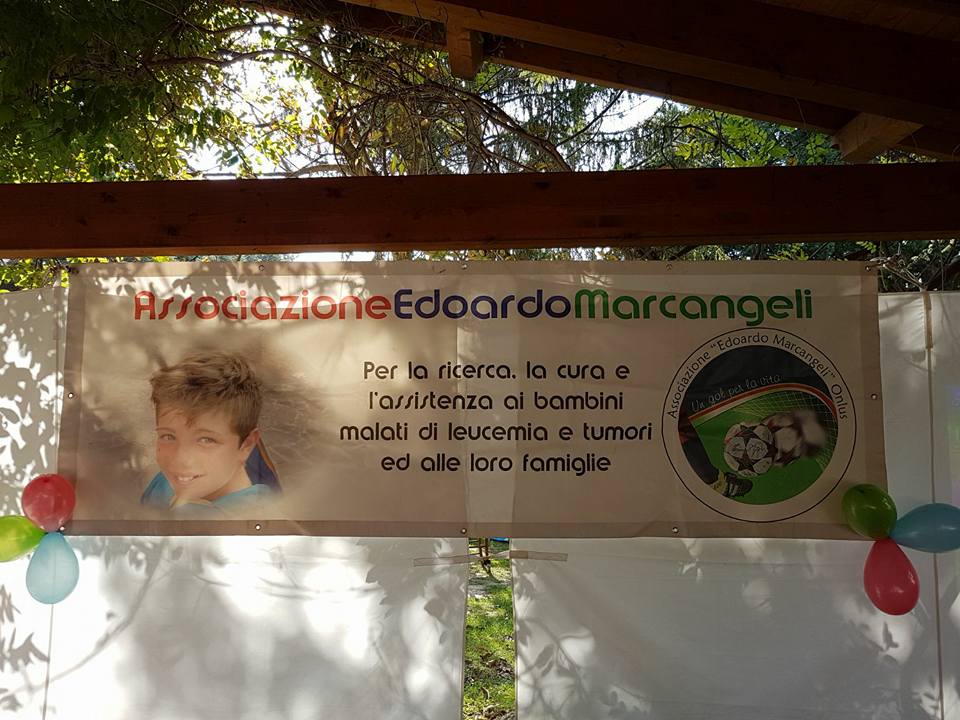 AssociazioneEdoardoMarcangeli
Per la ricerca, la cura e
l'assistenza ai bambini
malati di leucemia e tumori
ed alle loro famiglie
Associazione "Edoardo Marcangeli" Onlus
Un gol per la vita